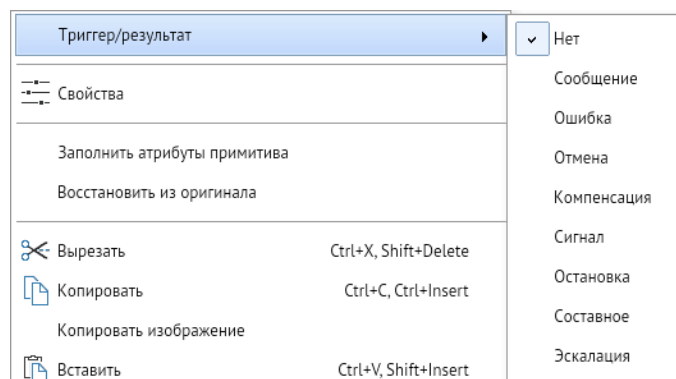 Триггер/результат
Свойства
Заполнить атрибуты примитива
Восстановить из оригинала
Вырезать Ctrl+X, Shift+Delete
Копировать Ctrl+C, Ctrl+Insert
Копировать изображение
Вставить Ctrl+V, Shift+Insert
Нет
Сообщение
Ошибка
Отмена
Компенсация
Сигнал
Остановка
Составное
Эскалация